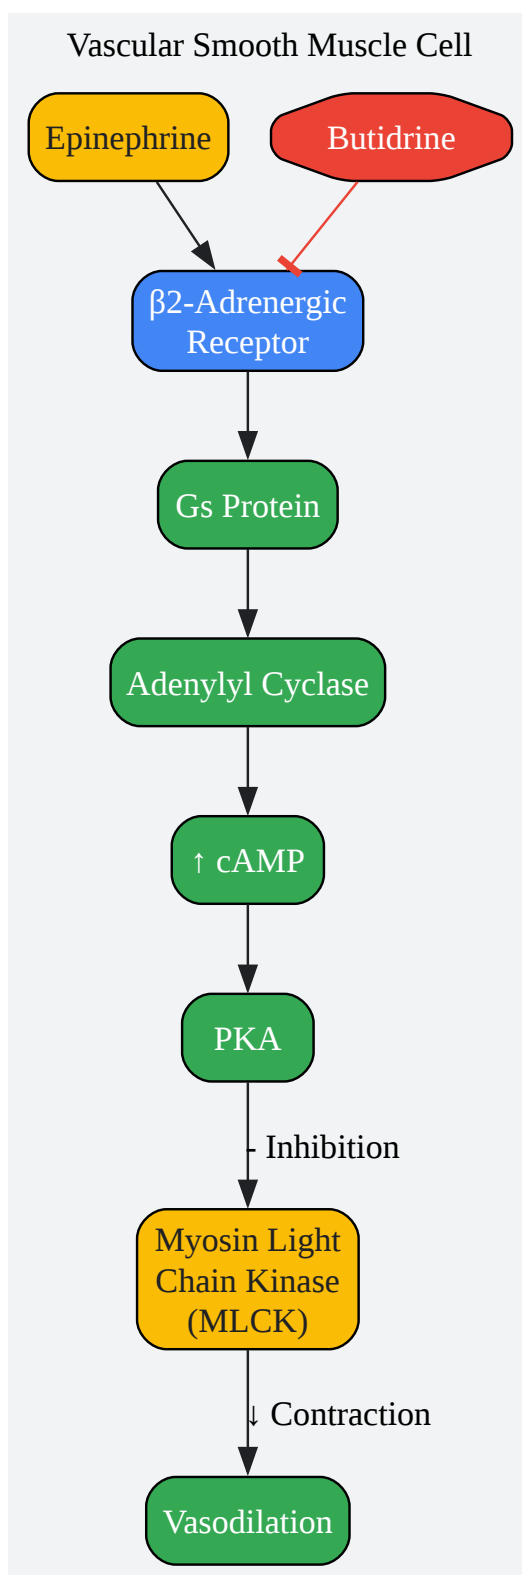 Vascular Smooth Muscle Cell
Epinephrine
Butidrine
β2-Adrenergic
Receptor
Gs Protein
Adenylyl Cyclase
↑ cAMP
PKA
- Inhibition
Myosin Light
Chain Kinase
(MLCK)
↓ Contraction
Vasodilation